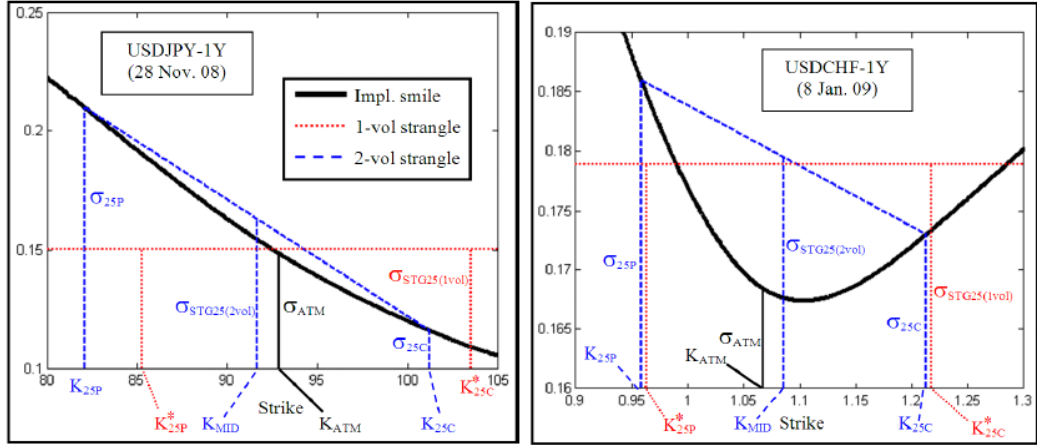 USDJPY-1Y
(28 Nov. 08)
Impl. smile
1-vol strangle
2-vol strangle
0.25
0.2
0.15
0.1
σ25P
σSTG25(2vol)
σATM
σSTG25(1vol)
σ25C
80 85 90 95 100 105
K25P
K*25P
KMID
Strike
KATM
K25C
K*25C
USDCHF-1Y
(8 Jan. 09)
0.19
0.185
0.18
0.175
0.17
0.165
0.16
σ25P
σSTG25(2vol)
σSTG25(1vol)
σATM
σ25C
KATM
K25P
0.9 0.95 1 1.05 1.1 1.15 1.2 1.25 1.3
K*25P
KMID
Strike
K25C
K*25C